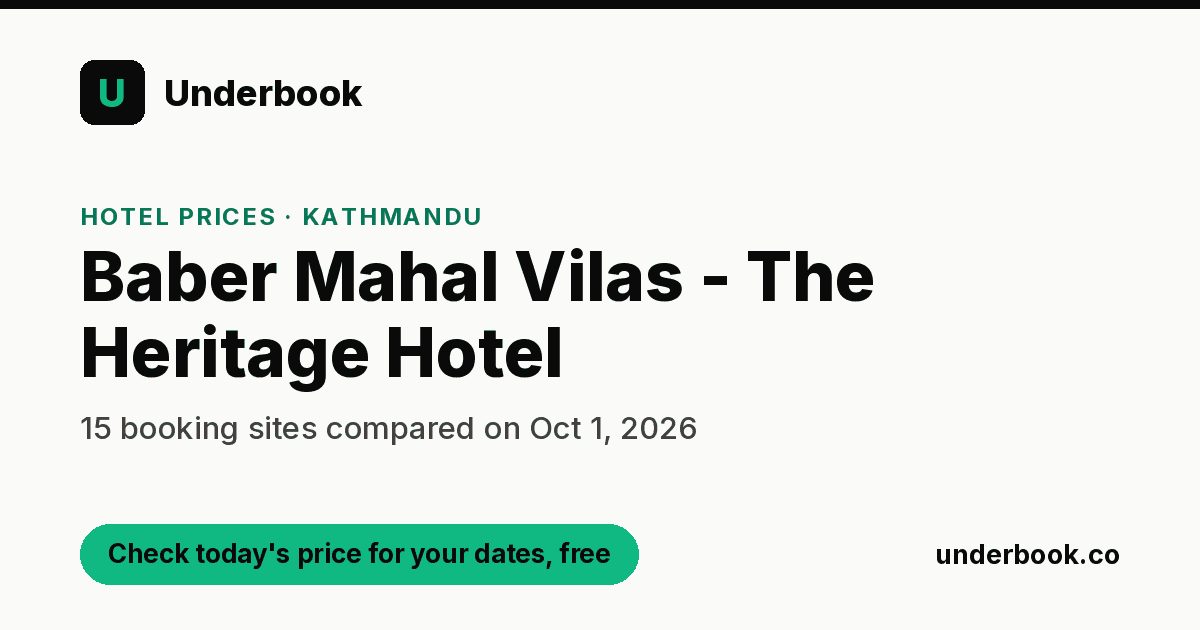 U
Underbook
HOTEL PRICES · KATHMANDU
Baber Mahal Vilas - The
Heritage Hotel
15 booking sites compared on Oct 1, 2026
Check today's price for your dates, free
underbook.co